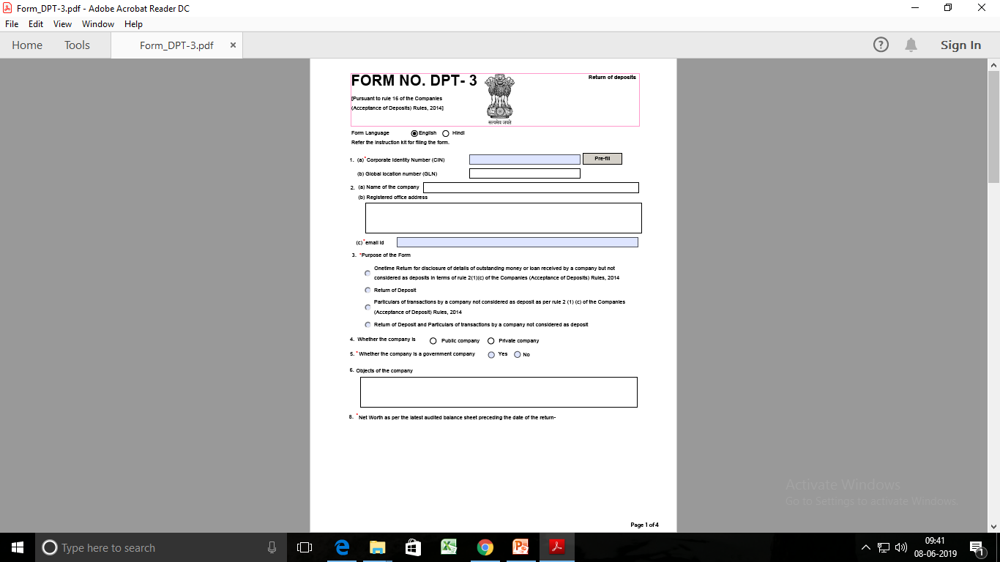 Form_DPT-3.pdf - Adobe Acrobat Reader DC
File Edit View Window Help
Home Tools Form_DPT-3.pdf × ? Sign In
FORM NO. DPT- 3
Return of deposits
[Pursuant to rule 16 of the Companies
(Acceptance of Deposits) Rules, 2014]
सत्यमेव जयते
Form Language English Hindi
Refer the instruction kit for filing the form.
1. (a)*Corporate Identity Number (CIN) Pre-fill
(b) Global location number (GLN)
2. (a) Name of the company
(b) Registered office address
(c)*email id
3. *Purpose of the Form
Onetime Return for disclosure of details of outstanding money or loan received by a company but not
considered as deposits in terms of rule 2(1)(c) of the Companies (Acceptance of Deposits) Rules, 2014
Return of Deposit
Particulars of transactions by a company not considered as deposit as per rule 2 (1) (c) of the Companies
(Acceptance of Deposit) Rules, 2014
Return of Deposit and Particulars of transactions by a company not considered as deposit
4. Whether the company is Public company Private company
5. *Whether the company is a government company Yes No
6. Objects of the company
8. *Net Worth as per the latest audited balance sheet preceding the date of the return-
Activate Windows
Go to Settings to activate Windows.
Page 1 of 4
Type here to search
09:41
08-06-2019
1